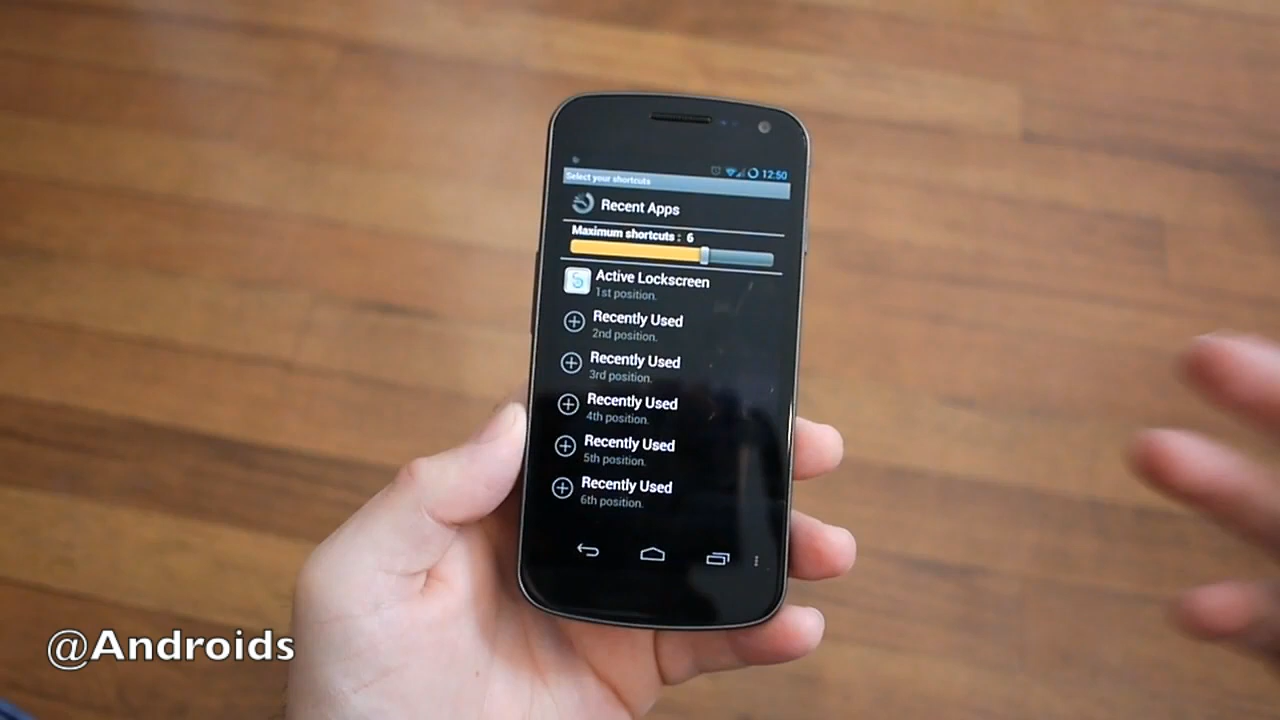 12:50
Select your shortcuts
Recent Apps
Maximum shortcuts : 6
Active Lockscreen
1st position.
Recently Used
2nd position.
Recently Used
3rd position.
Recently Used
4th position.
Recently Used
5th position.
Recently Used
6th position.
@Androids